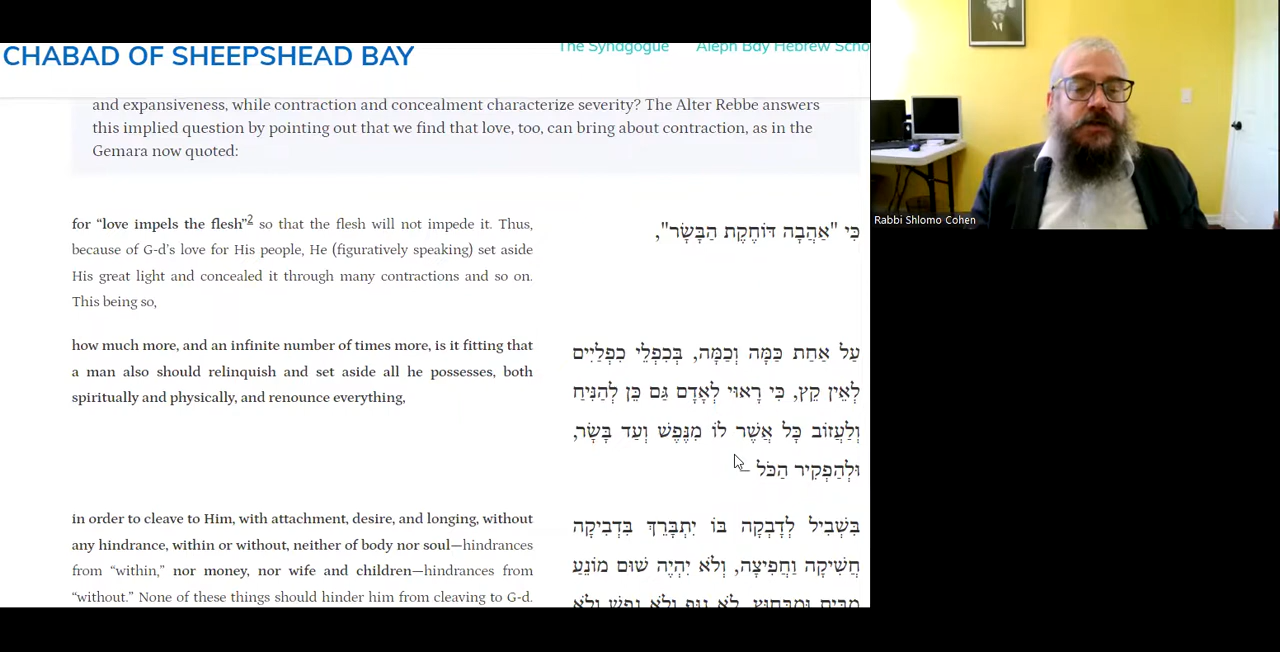 The Synagogue Aleph Bay Hebrew Scho
CHABAD OF SHEEPSHEAD BAY
and expansiveness, while contraction and concealment characterize severity? The Alter Rebbe answers
this implied question by pointing out that we find that love, too, can bring about contraction, as in the
Gemara now quoted:
for “love impels the flesh”2 so that the flesh will not impede it. Thus,
because of G-d’s love for His people, He (figuratively speaking) set aside
His great light and concealed it through many contractions and so on.
This being so,
כִּי "אַהֲבָה דּוֹחֶקֶת הַבָּשָׂר",
how much more, and an infinite number of times more, is it fitting that
a man also should relinquish and set aside all he possesses, both
spiritually and physically, and renounce everything,
עַל אַחַת כַּמָּה וְכַמָּה, בְּכִפְלֵי כִפְלַיִים
לְאֵין קֵץ, כִּי רָאוּי לְאָדָם גַּם כֵּן לְהַנִּיחַ
וְלַעֲזוֹב כָּל אֲשֶׁר לוֹ מִנֶּפֶשׁ וְעַד בָּשָׂר,
וּלְהַפְקִיר הַכֹּל –
in order to cleave to Him, with attachment, desire, and longing, without
any hindrance, within or without, neither of body nor soul—hindrances
from “within,” nor money, nor wife and children—hindrances from
“without.” None of these things should hinder him from cleaving to G-d.
בִּשְׁבִיל לְדָבְקָה בּוֹ יִתְבָּרֵךְ בִּדְבִיקָה
חֲשִׁיקָה וַחֲפִיצָה, וְלֹא יִהְיֶה שׁוּם מוֹנֵעַ
מִבַּיִת וּמִבַּחוּץ, לֹא גוּף וְלֹא נֶפֶשׁ וְלֹא
Rabbi Shlomo Cohen